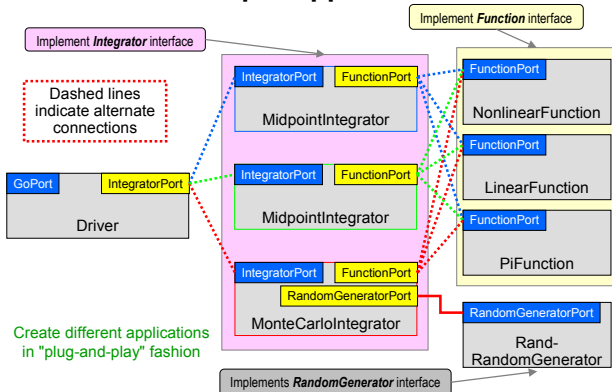 Implement Function interface
Implement Integrator interface
Dashed lines
indicate alternate
connections
IntegratorPort FunctionPort
MidpointIntegrator
FunctionPort
NonlinearFunction
GoPort IntegratorPort
Driver
IntegratorPort FunctionPort
MidpointIntegrator
FunctionPort
LinearFunction
FunctionPort
PiFunction
IntegratorPort FunctionPort
RandomGeneratorPort
MonteCarloIntegrator
RandomGeneratorPort
Rand-
RandomGenerator
Create different applications
in "plug-and-play" fashion
Implements RandomGenerator interface